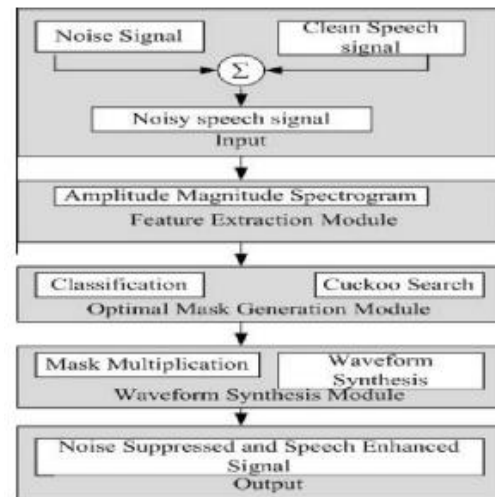 Noise Signal
Clean Speech
signal
Σ
Noisy speech signal
Input
Amplitude Magnitude Spectrogram
Feature Extraction Module
Classification
Cuckoo Search
Optimal Mask Generation Module
Mask Multiplication
Waveform
Synthesis
Waveform Synthesis Module
Noise Suppressed and Speech Enhanced
Signal
Output